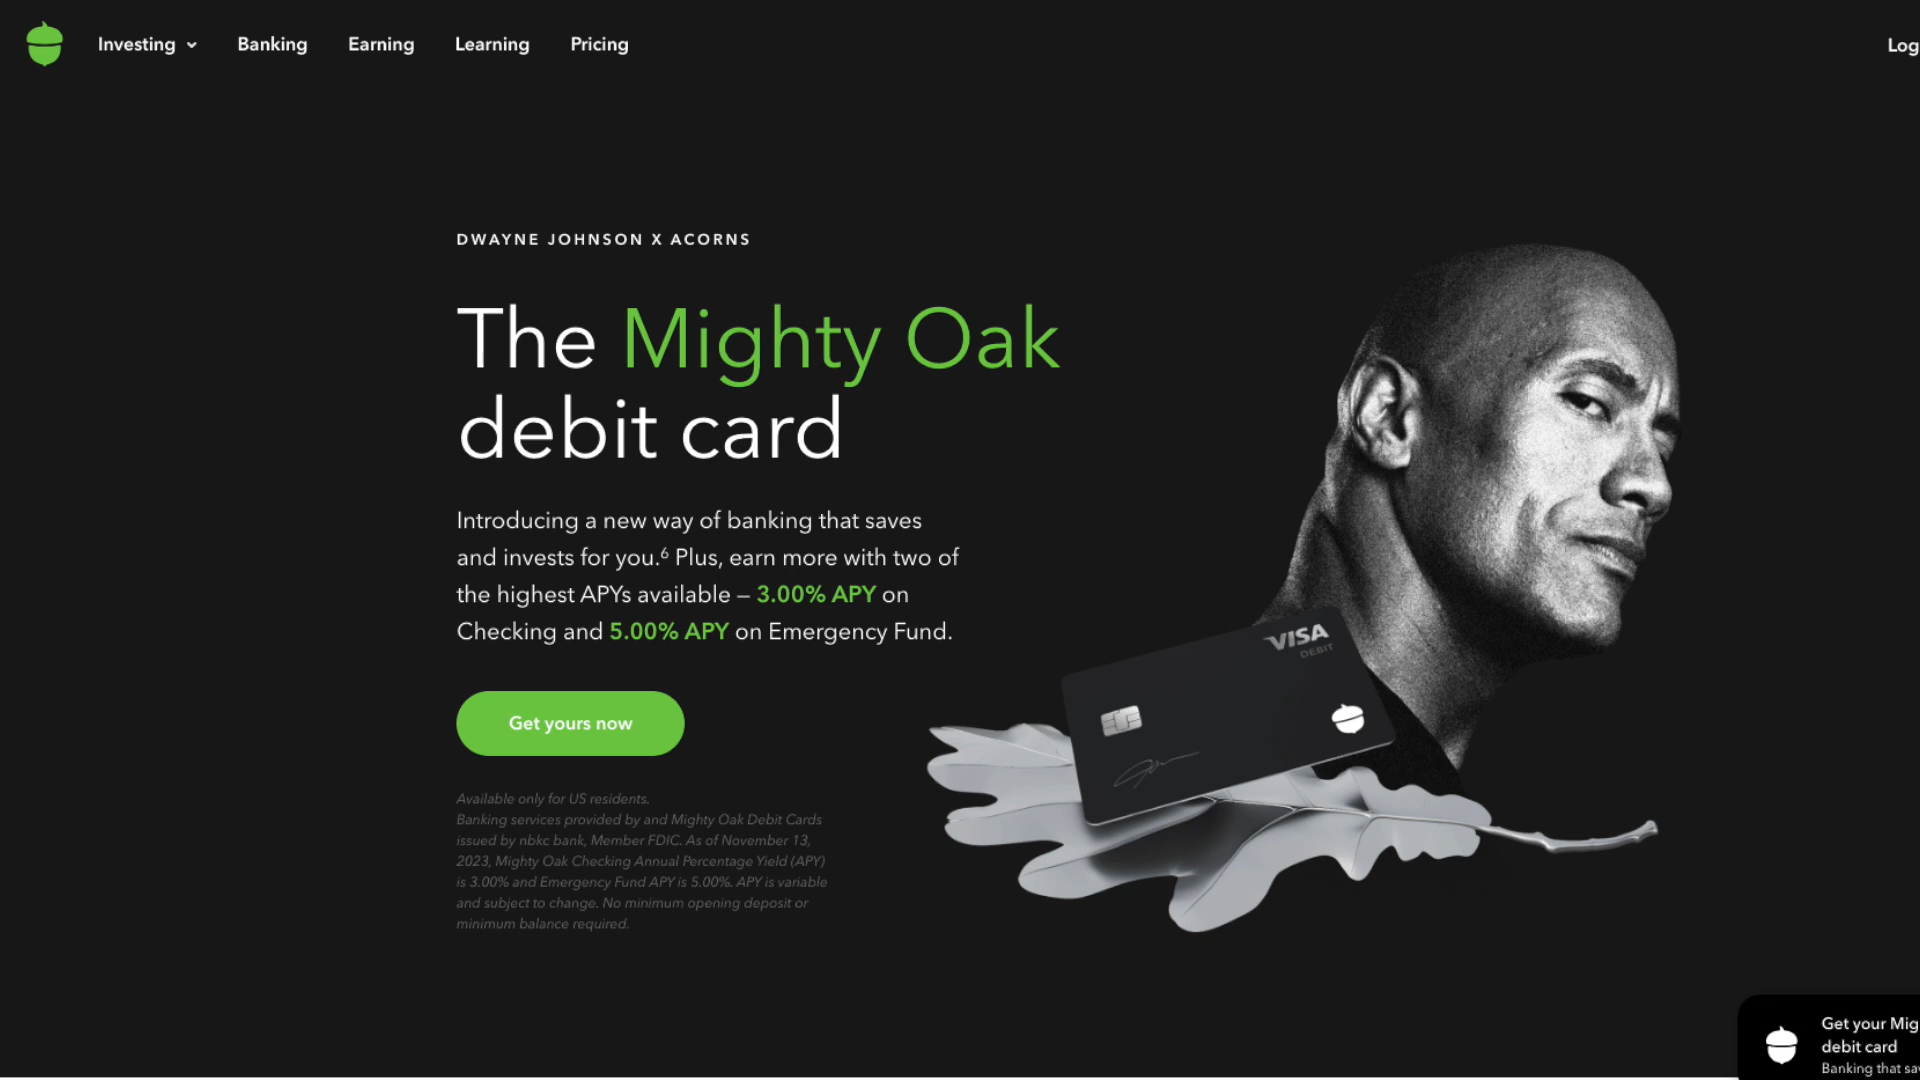 Investing
Banking
Earning
Learning
Pricing
Log
DWAYNE JOHNSON X ACORNS
The Mighty Oak
debit card
Introducing a new way of banking that saves
and invests for you.⁶ Plus, earn more with two of
the highest APYs available – 3.00% APY on
Checking and 5.00% APY on Emergency Fund.
Get yours now
Available only for US residents.
Banking services provided by and Mighty Oak Debit Cards
issued by nbkc bank, Member FDIC. As of November 13,
2023, Mighty Oak Checking Annual Percentage Yield (APY)
is 3.00% and Emergency Fund APY is 5.00%. APY is variable
and subject to change. No minimum opening deposit or
minimum balance required.
VISA
DEBIT
Get your Mig
debit card
Banking that sav